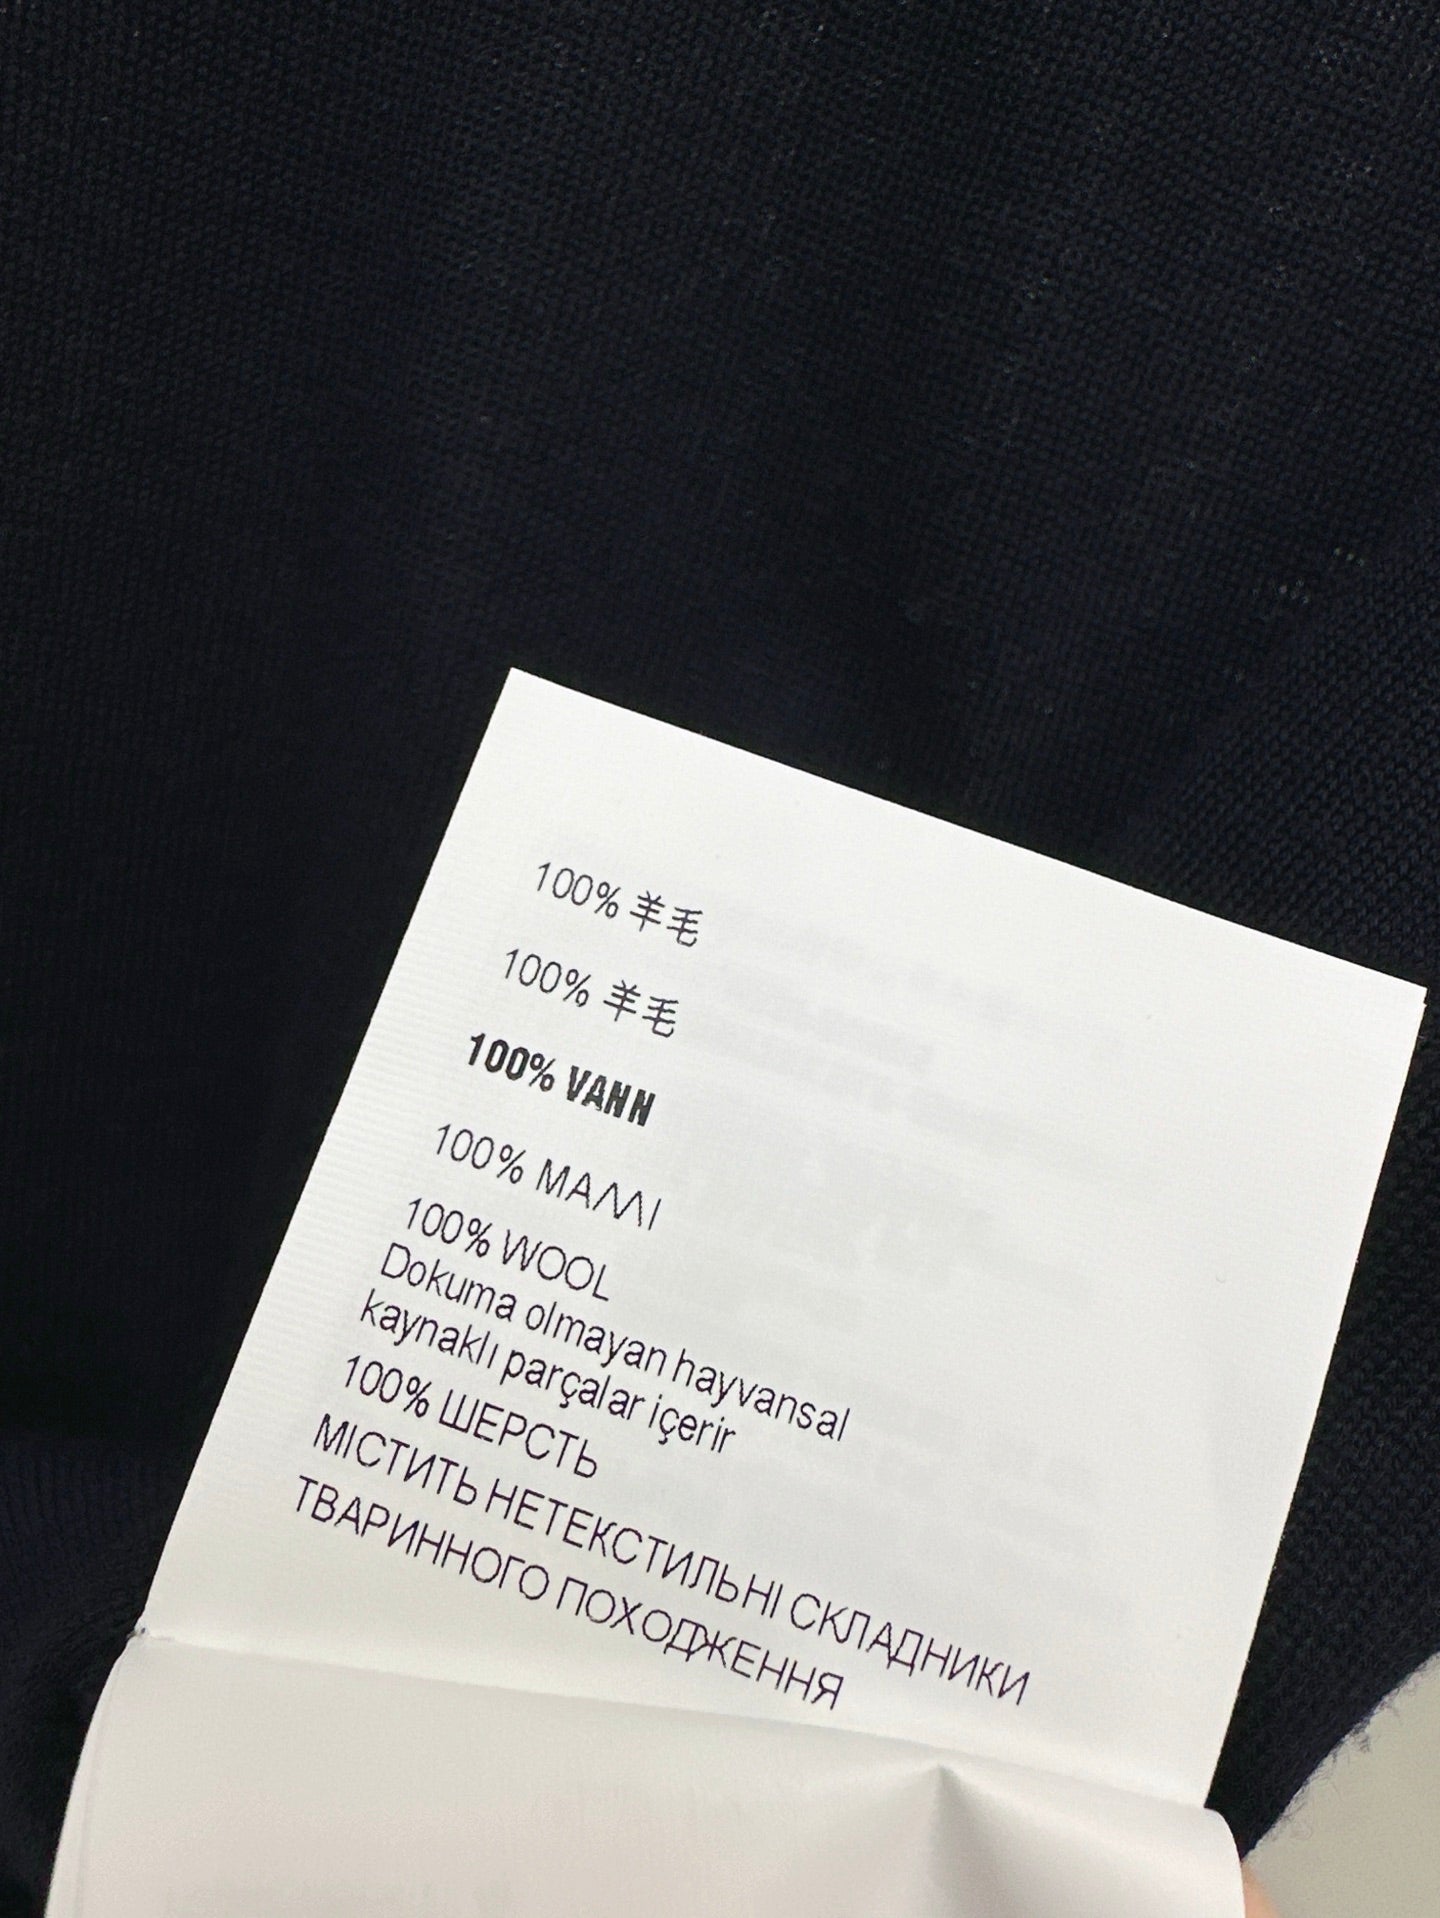 100% 羊毛
100% 羊毛
100% VANN
100% ΜΑΛΛΙ
100% WOOL
Dokuma olmayan hayvansal
kaynaklı parçalar içerir
100% ШЕРСТЬ
МІСТИТЬ НЕТЕКСТИЛЬНІ СКЛАДНИКИ
ТВАРИННОГО ПОХОДЖЕННЯ